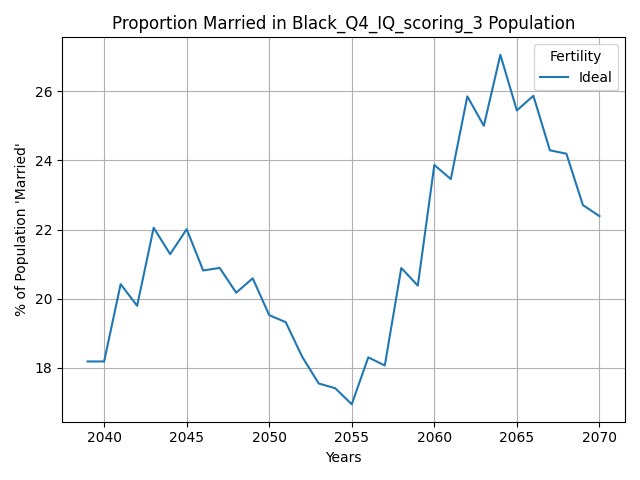 Proportion Married in Black_Q4_IQ_scoring_3 Population
Fertility
Ideal
% of Population 'Married'
26
24
22
20
18
2040 2045 2050 2055 2060 2065 2070
Years